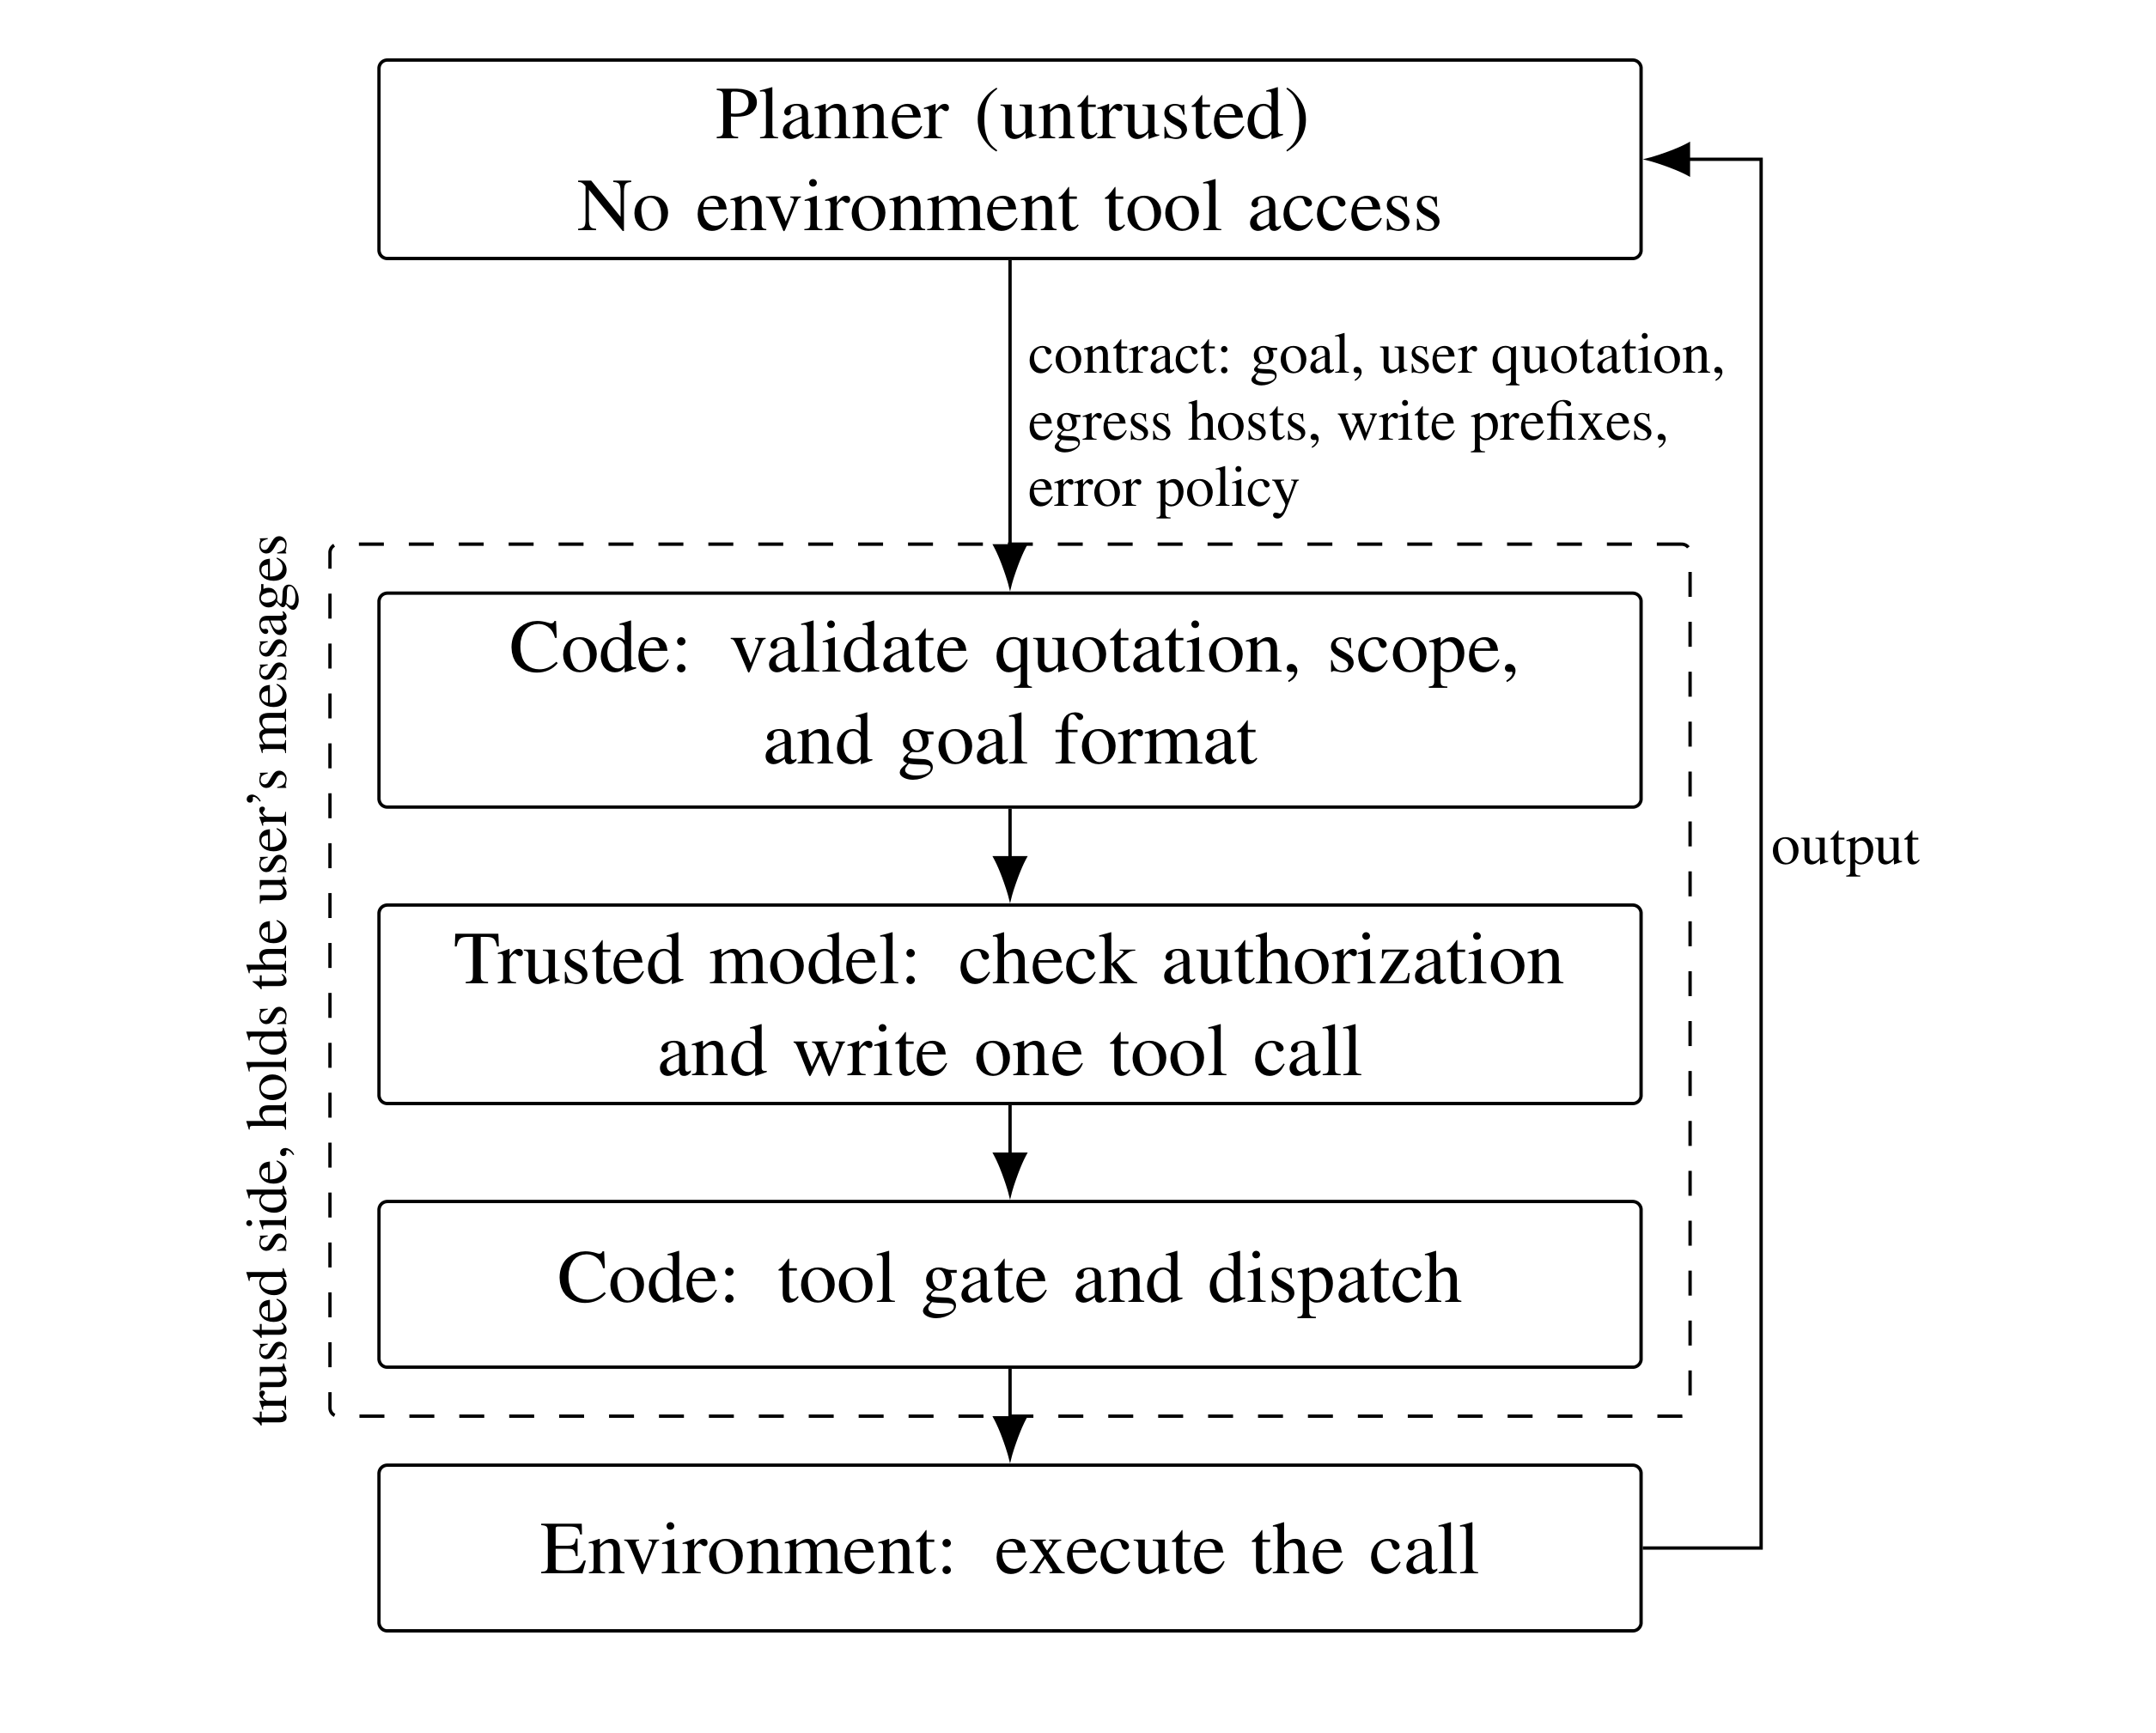 Planner (untrusted)
No environment tool access
contract: goal, user quotation,
egress hosts, write prefixes,
error policy
trusted side, holds the user's messages
Code: validate quotation, scope,
and goal format
Trusted model: check authorization
and write one tool call
Code: tool gate and dispatch
Environment: execute the call
output